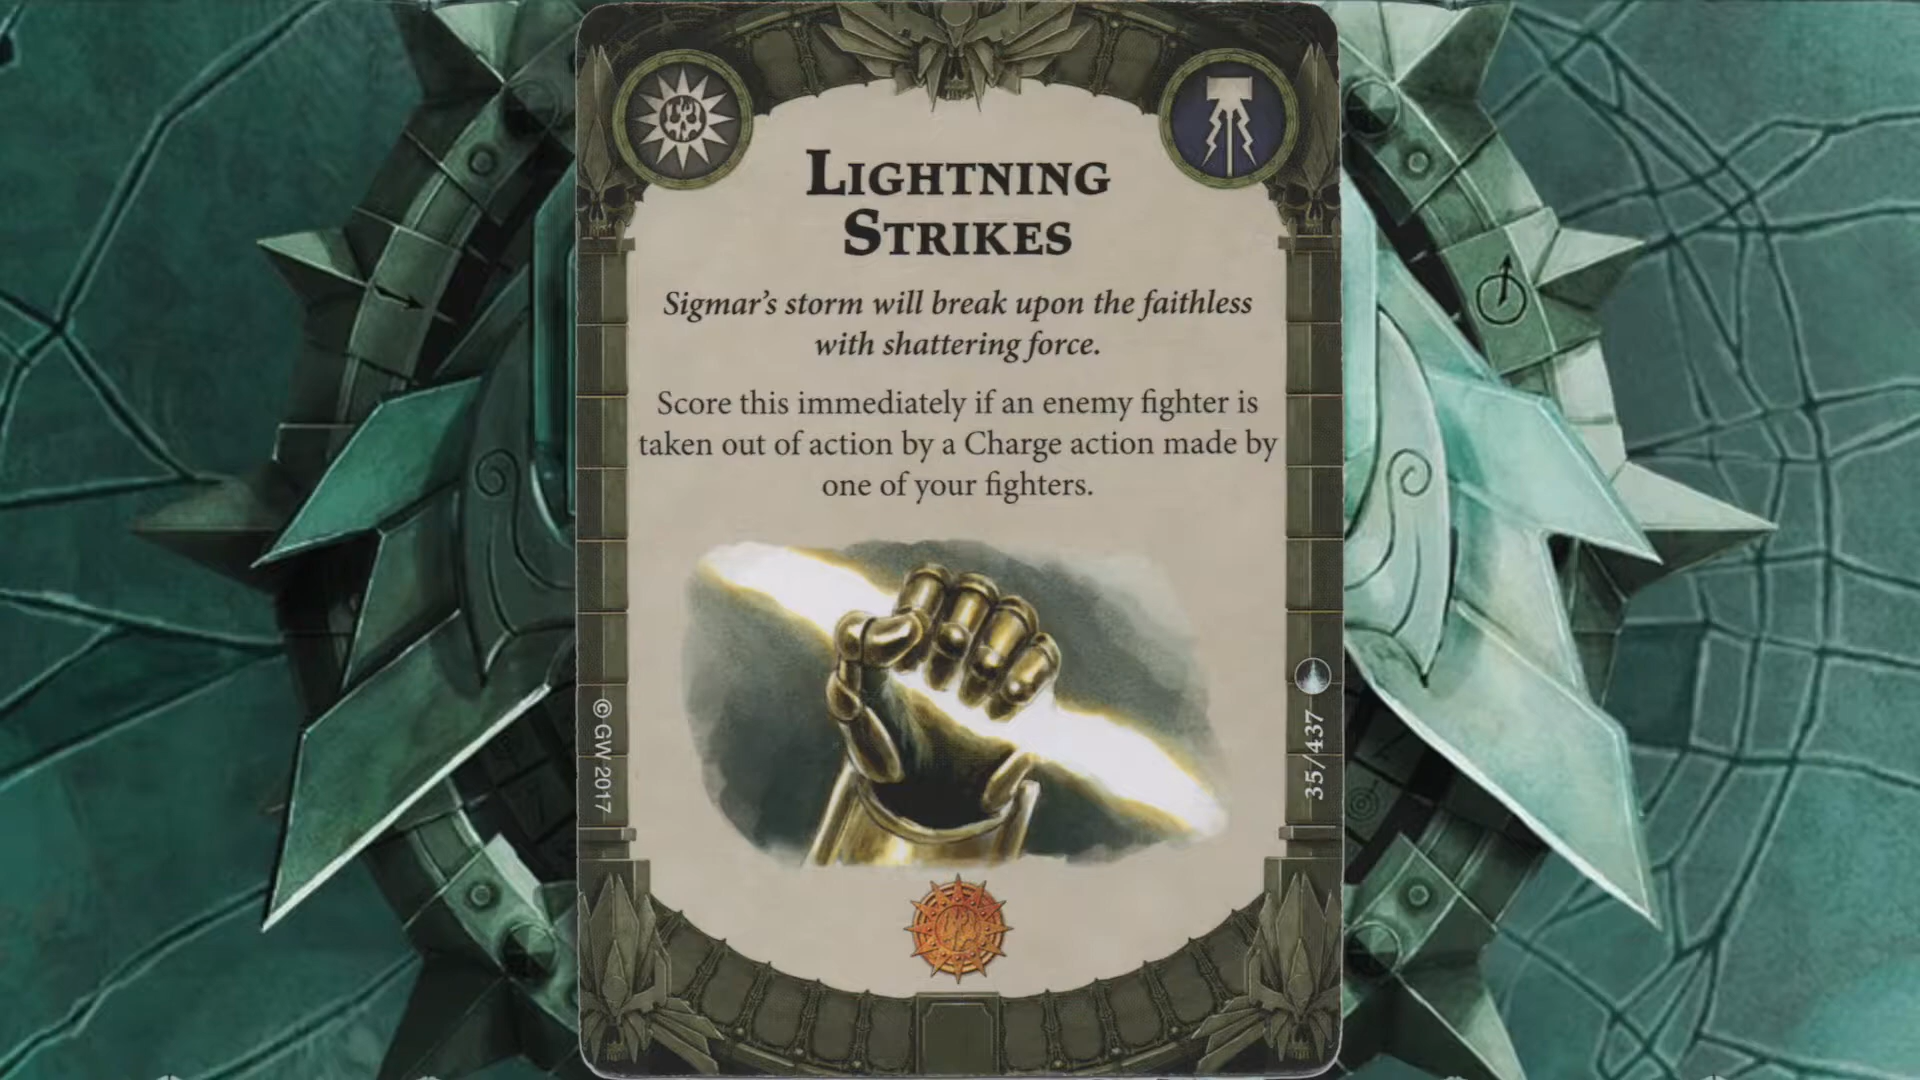 LIGHTNING
STRIKES
Sigmar’s storm will break upon the faithless
with shattering force.
Score this immediately if an enemy fighter is
taken out of action by a Charge action made by
one of your fighters.
© GW 2017
35/437